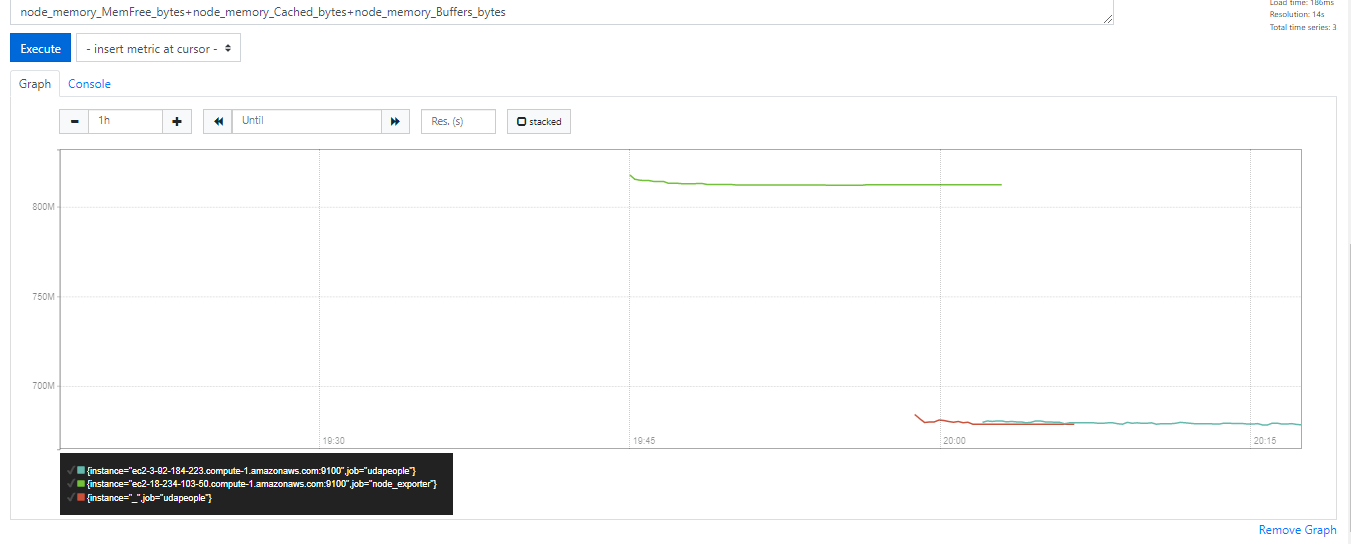 node_memory_MemFree_bytes+node_memory_Cached_bytes+node_memory_Buffers_bytes
Load time: 186ms
Resolution: 14s
Total time series: 3
Execute
- insert metric at cursor -
Graph
Console
1h
Until
Res. (s)
stacked
800M
750M
700M
19:30
19:45
20:00
20:15
{instance="ec2-3-92-184-223.compute-1.amazonaws.com:9100",job="udapeople"}
{instance="ec2-18-234-103-50.compute-1.amazonaws.com:9100",job="node_exporter"}
{instance="_",job="udapeople"}
Remove Graph